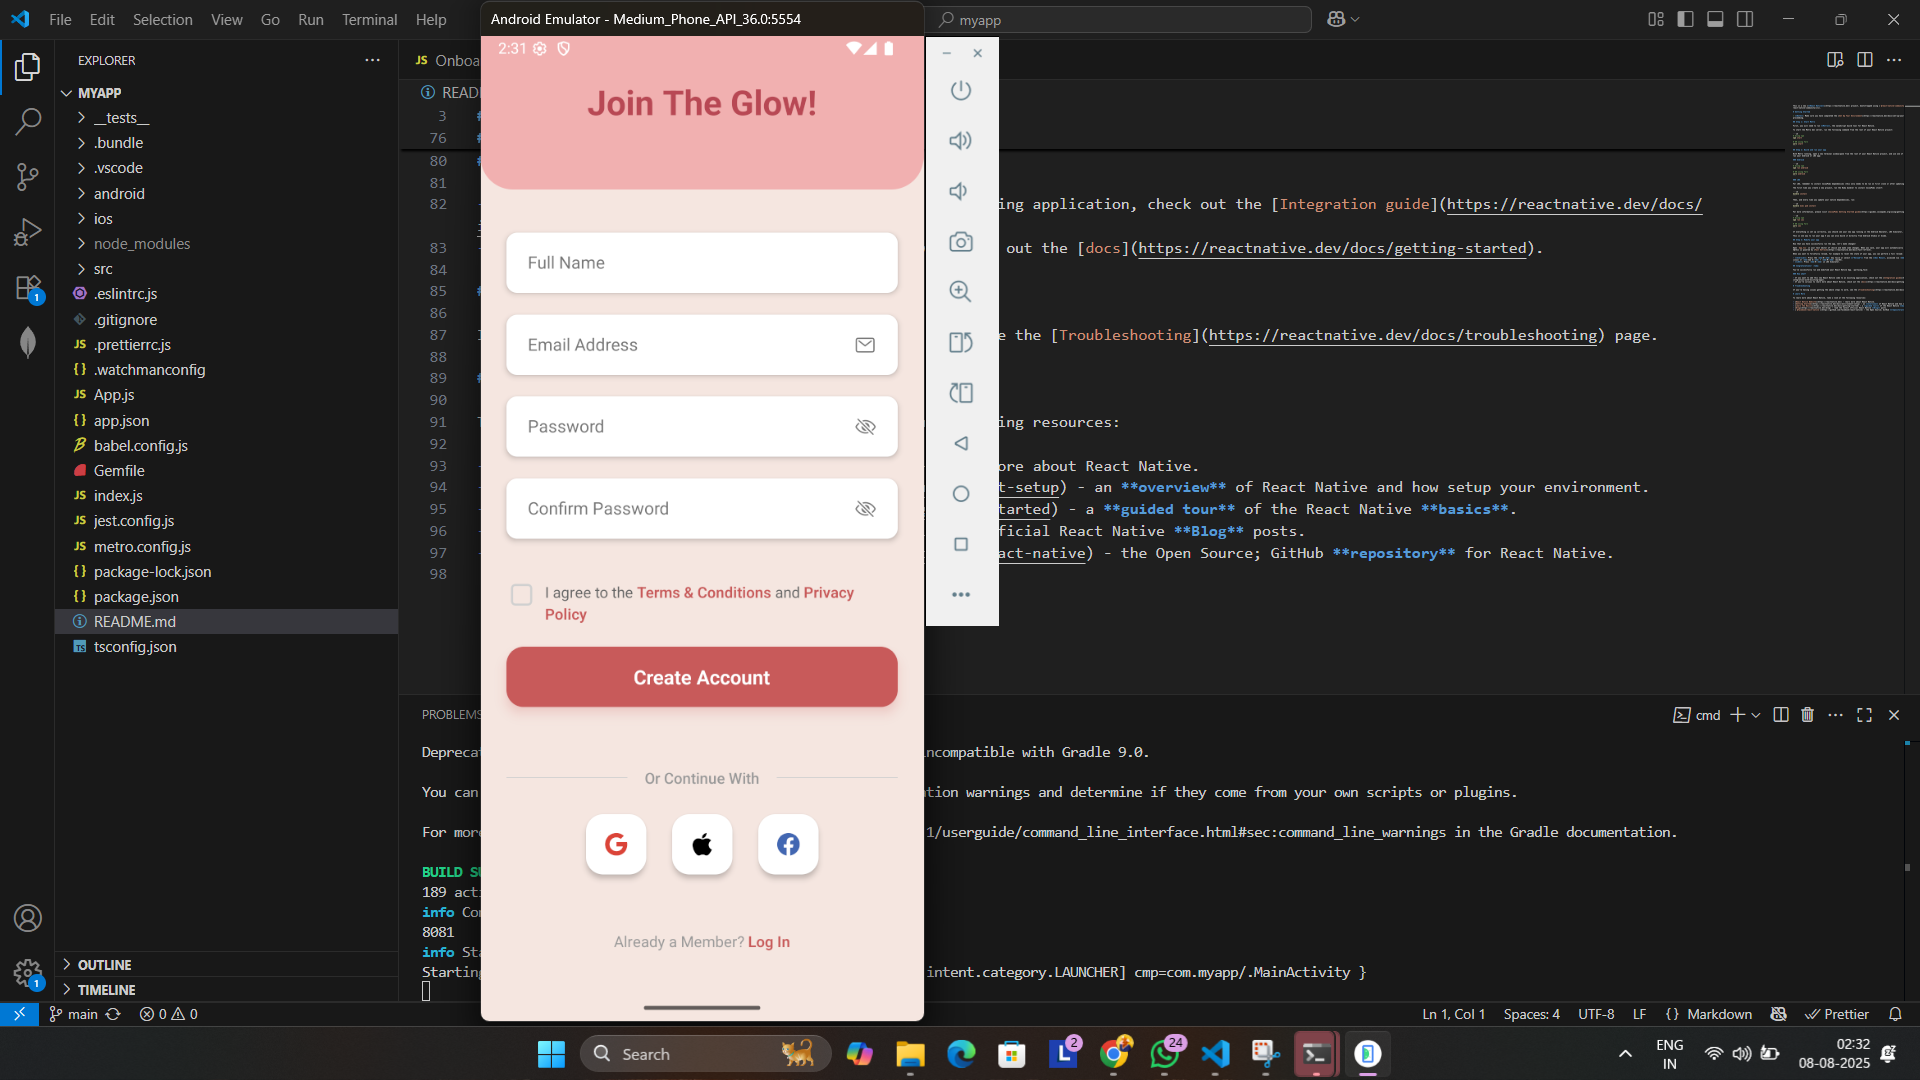 File Edit Selection View Go Run Terminal Help
Android Emulator - Medium_Phone_API_36.0:5554
myapp
EXPLORER
MYAPP
__tests__
.bundle
.vscode
android
ios
node_modules
src
.eslintrc.js
.gitignore
.prettierrc.js
.watchmanconfig
App.js
app.json
babel.config.js
Gemfile
index.js
jest.config.js
metro.config.js
package-lock.json
package.json
README.md
tsconfig.json
OUTLINE
TIMELINE
JS Onboa
READ
3
76
80
81
82 ing application, check out the [Integration guide](https://reactnative.dev/docs/
83 out the [docs](https://reactnative.dev/docs/getting-started).
84
85
86
87 e the [Troubleshooting](https://reactnative.dev/docs/troubleshooting) page.
88
89
90
91 ing resources:
92
93 ore about React Native.
94 t-setup) - an **overview** of React Native and how setup your environment.
95 tarted) - a **guided tour** of the React Native **basics**.
96 ficial React Native **Blog** posts.
97 act-native) - the Open Source; GitHub **repository** for React Native.
98
2:31
Join The Glow!
Full Name
Email Address
Password
Confirm Password
I agree to the Terms & Conditions and Privacy
Policy
Create Account
Or Continue With
Already a Member? Log In
PROBLEMS
cmd
Deprecat
incompatible with Gradle 9.0.
You can
tion warnings and determine if they come from your own scripts or plugins.
For more
1/userguide/command_line_interface.html#sec:command_line_warnings in the Gradle documentation.
BUILD SU
189 acti
info Con
8081
info Sta
Starting
intent.category.LAUNCHER] cmp=com.myapp/.MainActivity }
main
0 0
Ln 1, Col 1 Spaces: 4 UTF-8 LF {} Markdown Prettier
Search
2
24
ENG
IN
02:32
08-08-2025